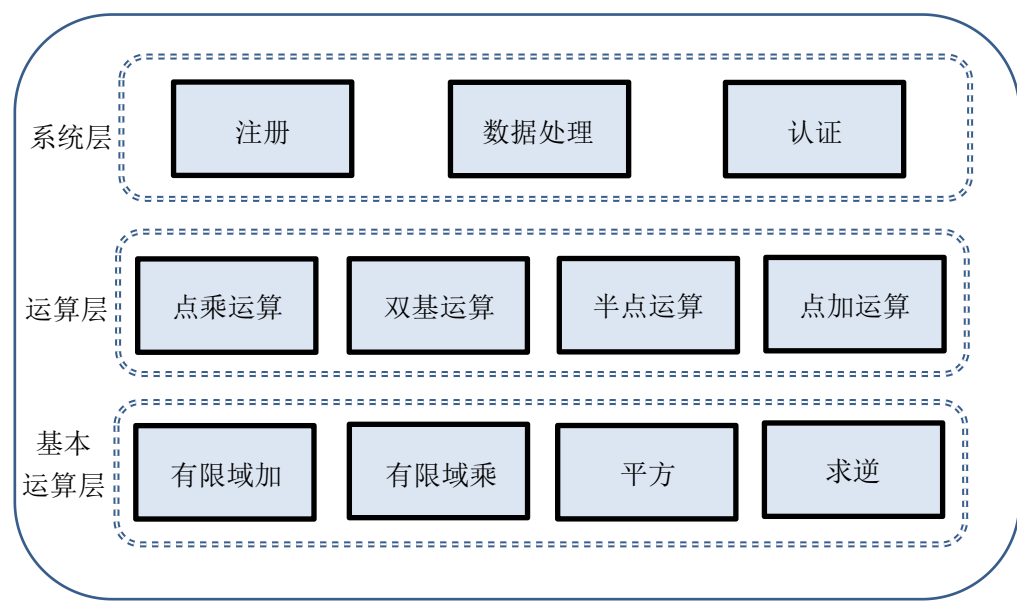 系统层
注册
数据处理
认证
运算层
点乘运算
双基运算
半点运算
点加运算
基本
运算层
有限域加
有限域乘
平方
求逆